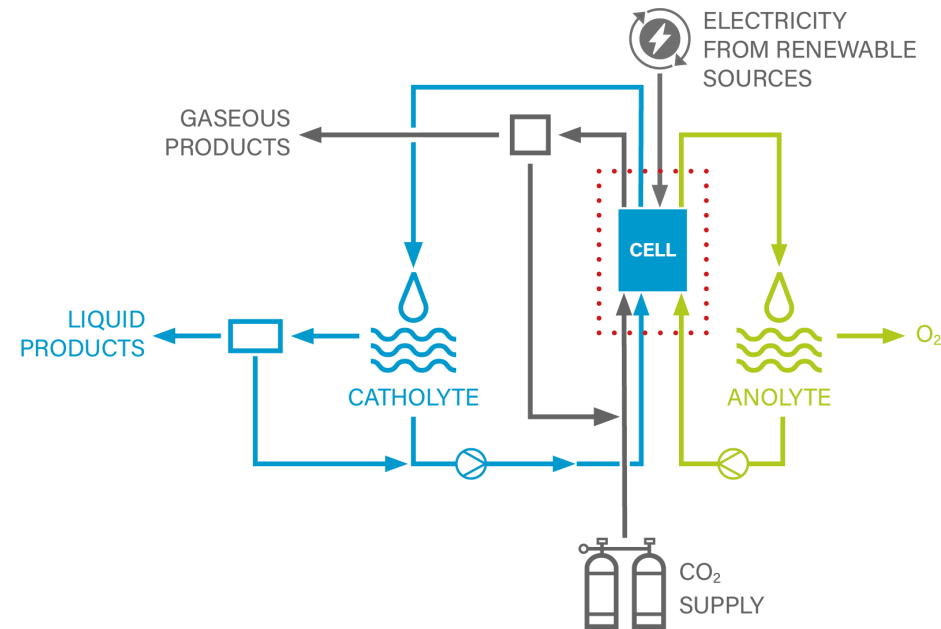 ELECTRICITY
FROM RENEWABLE
SOURCES
GASEOUS
PRODUCTS
CELL
LIQUID
PRODUCTS
O₂
CATHOLYTE
ANOLYTE
CO₂
SUPPLY